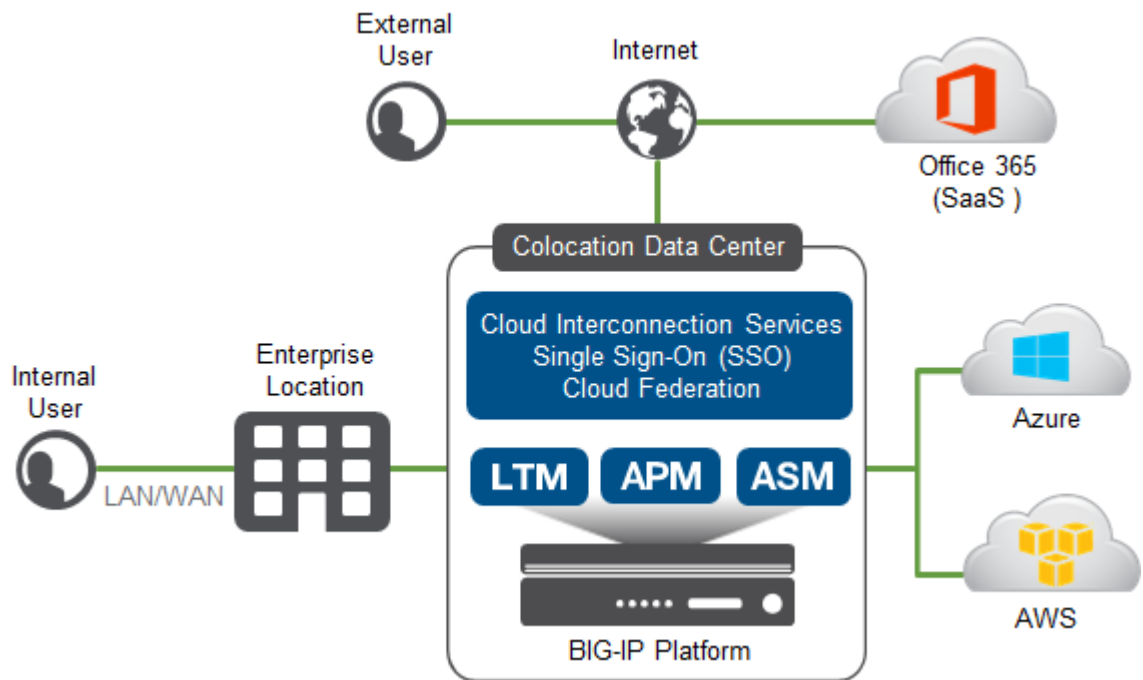 External
User
Internet
Office 365
(SaaS )
Colocation Data Center
Cloud Interconnection Services
Single Sign-On (SSO)
Cloud Federation
Internal
User
LAN/WAN
Enterprise
Location
LTM
APM
ASM
BIG-IP Platform
Azure
AWS